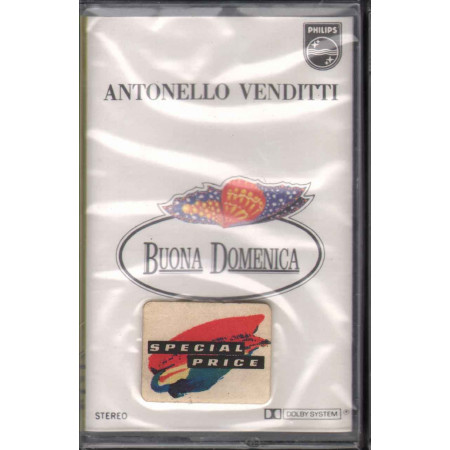 PHILIPS
ANTONELLO VENDITTI
BUONA DOMENICA
SPECIAL
PRICE
STEREO
DOLBY SYSTEM